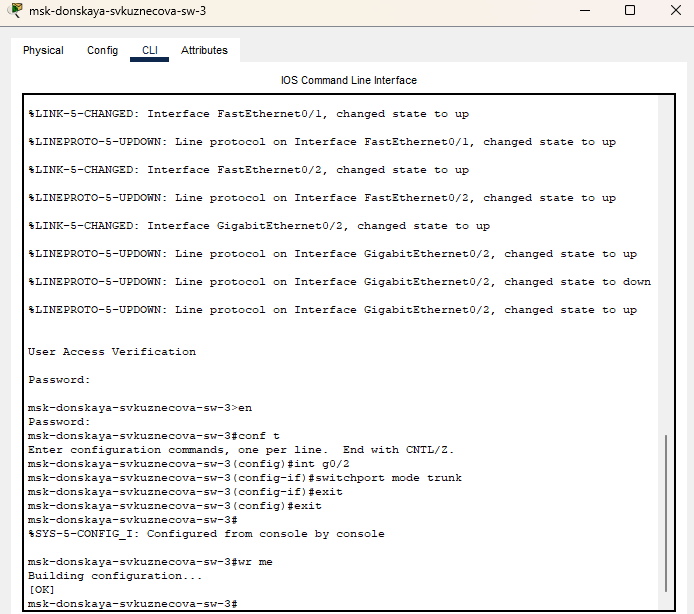 msk-donskaya-svkuznecova-sw-3
Physical Config CLI Attributes
IOS Command Line Interface
%LINK-5-CHANGED: Interface FastEthernet0/1, changed state to up
%LINEPROTO-5-UPDOWN: Line protocol on Interface FastEthernet0/1, changed state to up
%LINK-5-CHANGED: Interface FastEthernet0/2, changed state to up
%LINEPROTO-5-UPDOWN: Line protocol on Interface FastEthernet0/2, changed state to up
%LINK-5-CHANGED: Interface GigabitEthernet0/2, changed state to up
%LINEPROTO-5-UPDOWN: Line protocol on Interface GigabitEthernet0/2, changed state to up
%LINEPROTO-5-UPDOWN: Line protocol on Interface GigabitEthernet0/2, changed state to down
%LINEPROTO-5-UPDOWN: Line protocol on Interface GigabitEthernet0/2, changed state to up
User Access Verification
Password:
msk-donskaya-svkuznecova-sw-3>en
Password:
msk-donskaya-svkuznecova-sw-3#conf t
Enter configuration commands, one per line. End with CNTL/Z.
msk-donskaya-svkuznecova-sw-3(config)#int g0/2
msk-donskaya-svkuznecova-sw-3(config-if)#switchport mode trunk
msk-donskaya-svkuznecova-sw-3(config-if)#exit
msk-donskaya-svkuznecova-sw-3(config)#exit
msk-donskaya-svkuznecova-sw-3#
%SYS-5-CONFIG_I: Configured from console by console
msk-donskaya-svkuznecova-sw-3#wr me
Building configuration...
[OK]
msk-donskaya-svkuznecova-sw-3#